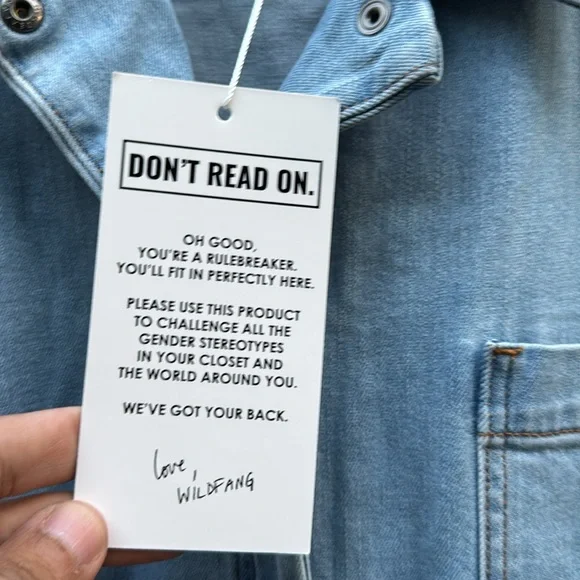 DON'T READ ON.
OH GOOD,
YOU'RE A RULEBREAKER.
YOU'LL FIT IN PERFECTLY HERE.
PLEASE USE THIS PRODUCT
TO CHALLENGE ALL THE
GENDER STEREOTYPES
IN YOUR CLOSET AND
THE WORLD AROUND YOU.
WE'VE GOT YOUR BACK.
love,
WILDFANG